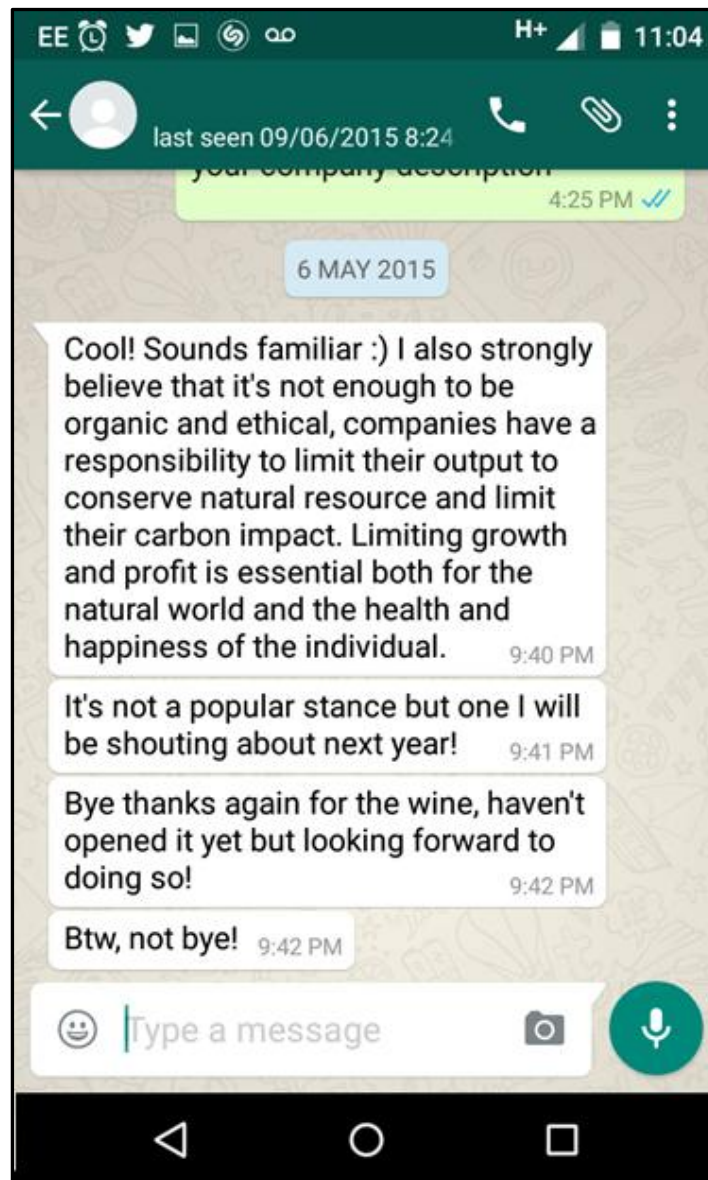 EE H+ 11:04
last seen 09/06/2015 8:24
your company description
4:25 PM
6 MAY 2015
Cool! Sounds familiar :) I also strongly
believe that it's not enough to be
organic and ethical, companies have a
responsibility to limit their output to
conserve natural resource and limit
their carbon impact. Limiting growth
and profit is essential both for the
natural world and the health and
happiness of the individual. 9:40 PM
It's not a popular stance but one I will
be shouting about next year! 9:41 PM
Bye thanks again for the wine, haven't
opened it yet but looking forward to
doing so! 9:42 PM
Btw, not bye! 9:42 PM
Type a message